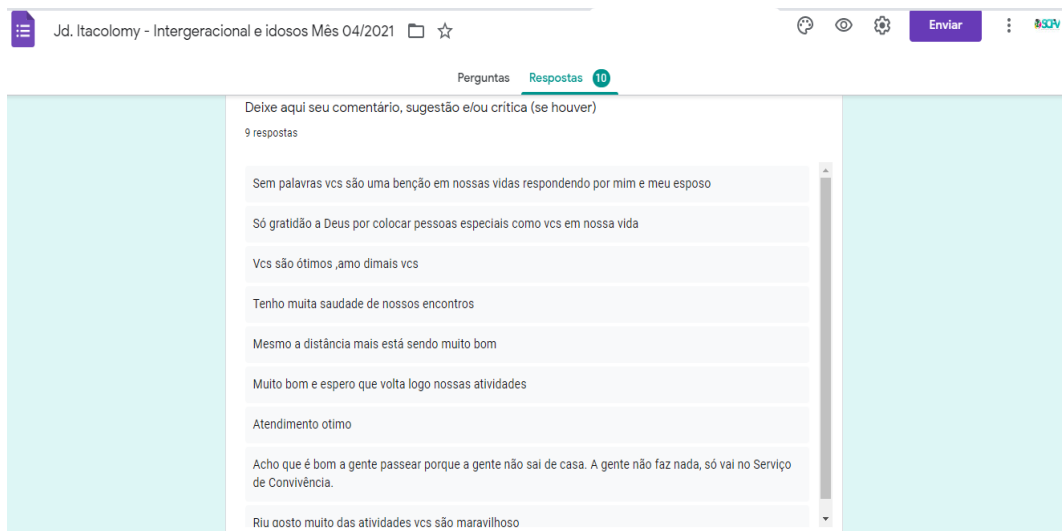 Jd. Itacolomy - Intergeracional e idosos Mês 04/2021
Enviar
Perguntas Respostas 10
Deixe aqui seu comentário, sugestão e/ou crítica (se houver)
9 respostas
Sem palavras vcs são uma benção em nossas vidas respondendo por mim e meu esposo
Só gratidão a Deus por colocar pessoas especiais como vcs em nossa vida
Vcs são ótimos ,amo dimais vcs
Tenho muita saudade de nossos encontros
Mesmo a distância mais está sendo muito bom
Muito bom e espero que volta logo nossas atividades
Atendimento otimo
Acho que é bom a gente passear porque a gente não sai de casa. A gente não faz nada, só vai no Serviço
de Convivência.
Riu gosto muito das atividades vcs são maravilhoso